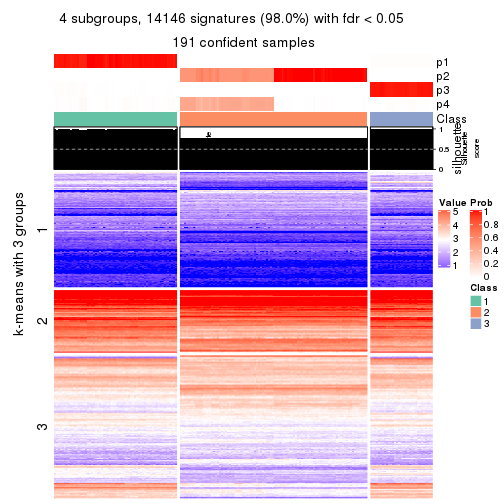 4 subgroups, 14146 signatures (98.0%) with fdr < 0.05
191 confident samples
p1
p2
p3
p4
Class
1
0.5
0
silhouette
Silhouette
score
k-means with 3 groups
1
2
3
Value
5
4
3
2
1
Prob
1
0.8
0.6
0.4
0.2
0
Class
1
2
3